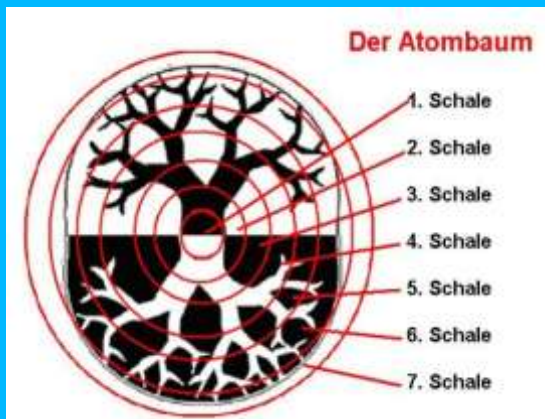 Der Atombaum
1. Schale
2. Schale
3. Schale
4. Schale
5. Schale
6. Schale
7. Schale